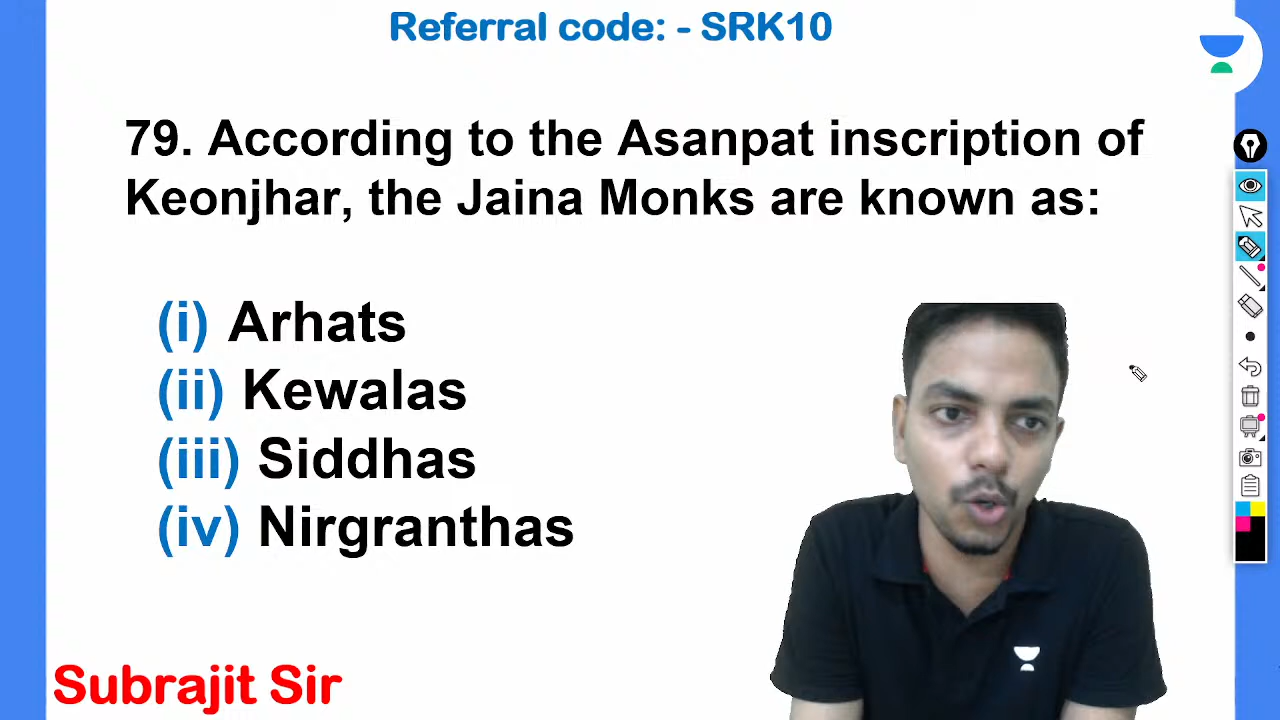 Referral code: - SRK10
79. According to the Asanpat inscription of
Keonjhar, the Jaina Monks are known as:
(i) Arhats
(ii) Kewalas
(iii) Siddhas
(iv) Nirgranthas
Subrajit Sir